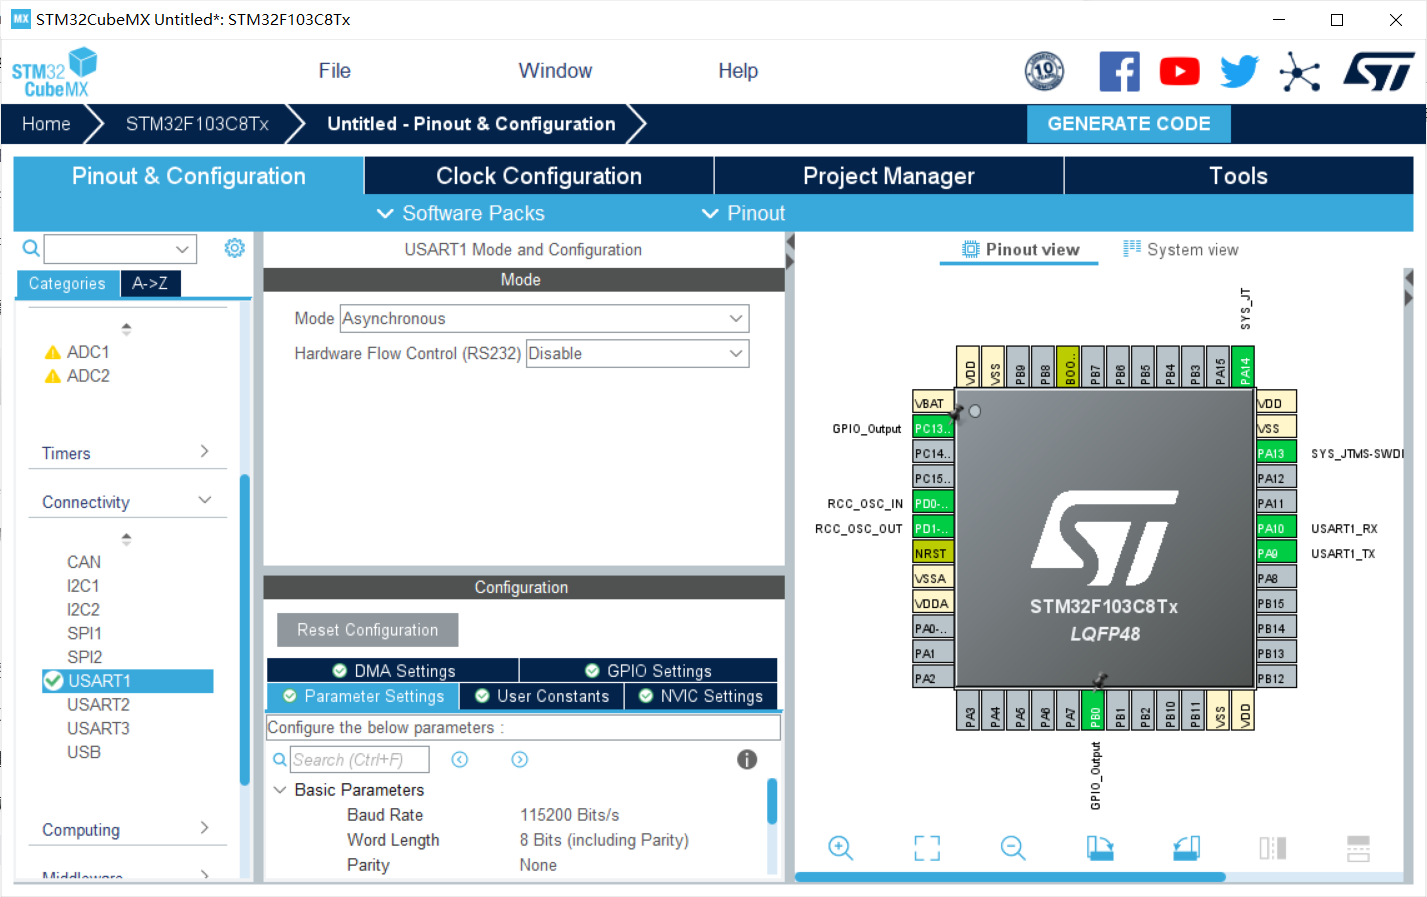 MX STM32CubeMX Untitled*: STM32F103C8Tx
STM32
CubeMX
File
Window
Help
10
Home
STM32F103C8Tx
Untitled - Pinout & Configuration
GENERATE CODE
Pinout & Configuration
Clock Configuration
Project Manager
Tools
Software Packs
Pinout
Categories
A->Z
ADC1
ADC2
Timers
Connectivity
CAN
I2C1
I2C2
SPI1
SPI2
USART1
USART2
USART3
USB
Computing
Middleware
USART1 Mode and Configuration
Mode
Mode Asynchronous
Hardware Flow Control (RS232) Disable
Configuration
Reset Configuration
DMA Settings
GPIO Settings
Parameter Settings
User Constants
NVIC Settings
Configure the below parameters :
Search (Ctrl+F)
Basic Parameters
Baud Rate 115200 Bits/s
Word Length 8 Bits (including Parity)
Parity None
Pinout view
System view
SYS_JT
VDD
VSS
PB9
PB8
BOO..
PB7
PB6
PB5
PB4
PB3
PA15
PA14
VBAT
GPIO_Output PC13..
PC14..
PC15..
RCC_OSC_IN PD0-..
RCC_OSC_OUT PD1-..
NRST
VSSA
VDDA
PA0-..
PA1
PA2
ST
STM32F103C8Tx
LQFP48
VDD
VSS
PA13 SYS_JTMS-SWDI
PA12
PA11
PA10 USART1_RX
PA9 USART1_TX
PA8
PB15
PB14
PB13
PB12
PA3
PA4
PA5
PA6
PA7
PB0
PB1
PB2
PB10
PB11
VSS
VDD
GPIO_Output